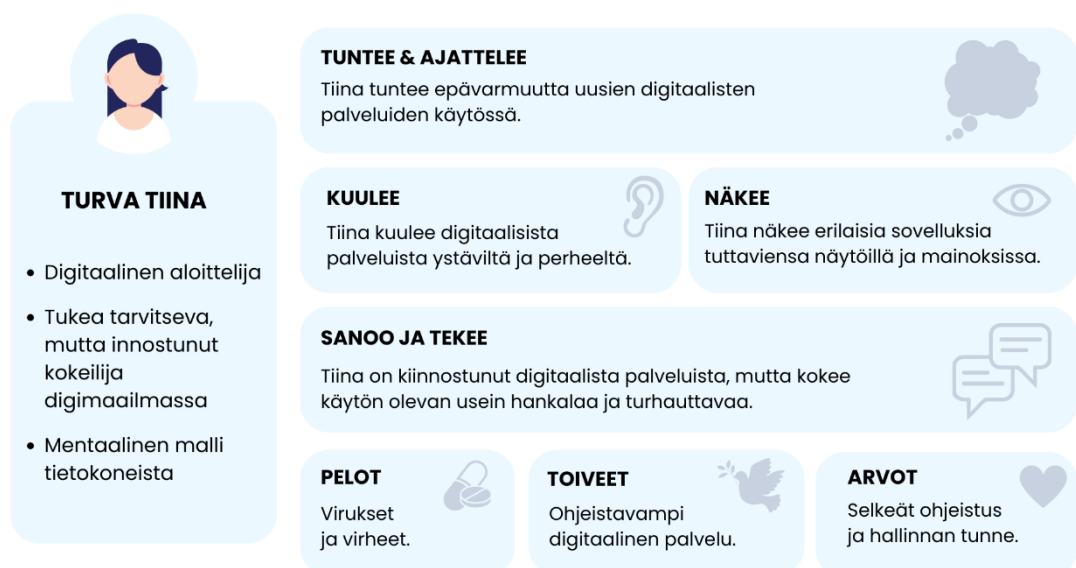 TURVA TIINA
• Digitaalinen aloittelija
• Tukea tarvitseva,
mutta innostunut
kokeilija
digimaailmassa
• Mentaalinen malli
tietokoneista
TUNTEE & AJATTELEE
Tiina tuntee epävarmuutta uusien digitaalisten
palveluiden käytössä.
KUULEE
Tiina kuulee digitaalisista
palveluista ystäviltä ja perheeltä.
NÄKEE
Tiina näkee erilaisia sovelluksia
tuttaviensa näytöillä ja mainoksissa.
SANOO JA TEKEE
Tiina on kiinnostunut digitaalista palveluista, mutta kokee
käytön olevan usein hankalaa ja turhauttavaa.
PELOT
Virukset
ja virheet.
TOIVEET
Ohjeistavampi
digitaalinen palvelu.
ARVOT
Selkeät ohjeistus
ja hallinnan tunne.